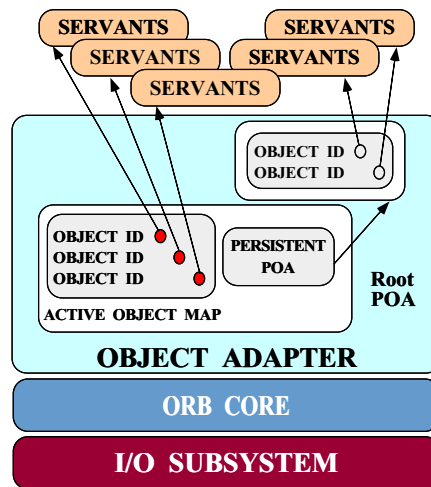 SERVANTS
SERVANTS
SERVANTS
SERVANTS
SERVANTS
OBJECT ID
OBJECT ID
OBJECT ID
OBJECT ID
OBJECT ID
PERSISTENT
POA
ACTIVE OBJECT MAP
Root
POA
OBJECT ADAPTER
ORB CORE
I/O SUBSYSTEM